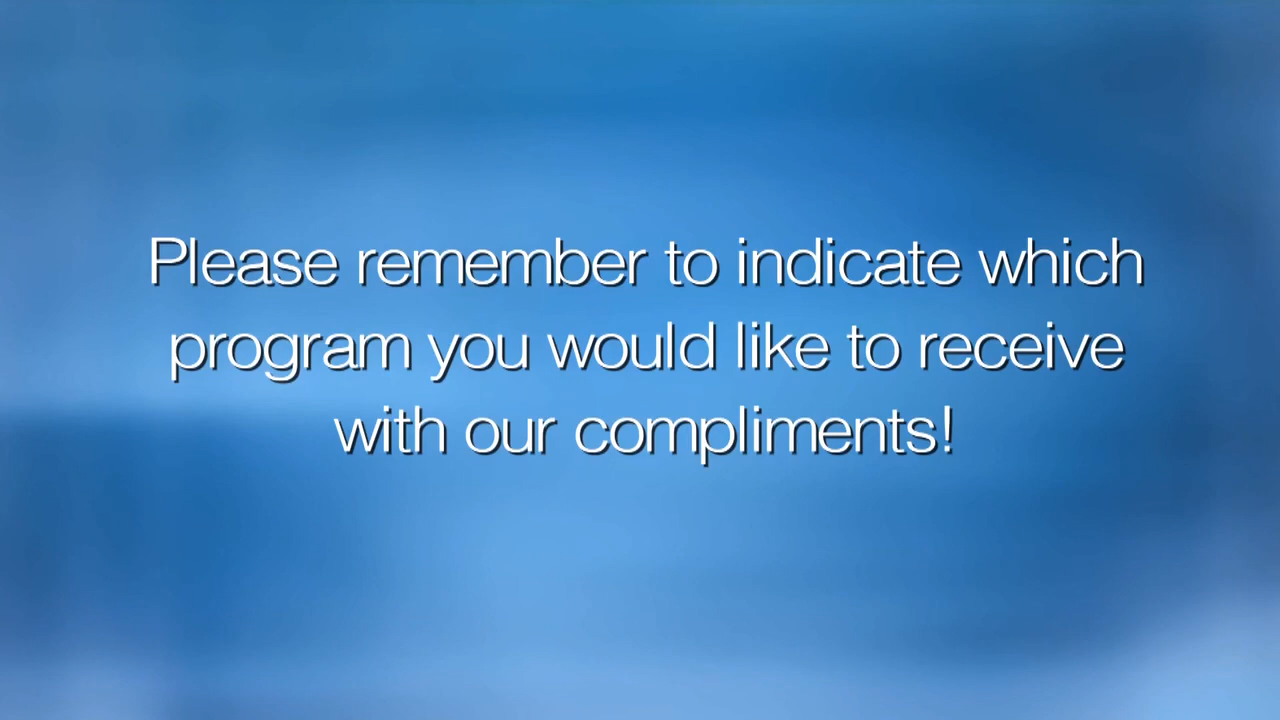 Please remember to indicate which
program you would like to receive
with our compliments!